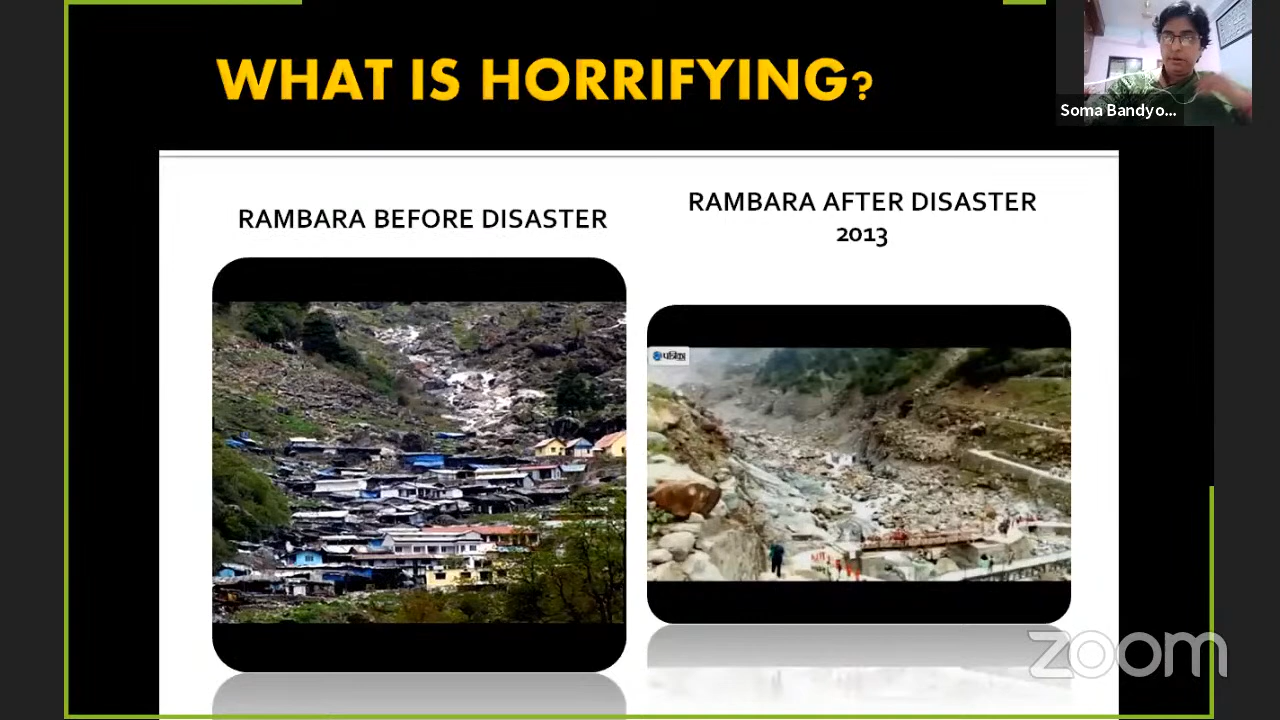 WHAT IS HORRIFYING?
Soma Bandyo...
RAMBARA BEFORE DISASTER
RAMBARA AFTER DISASTER
2013
zoom